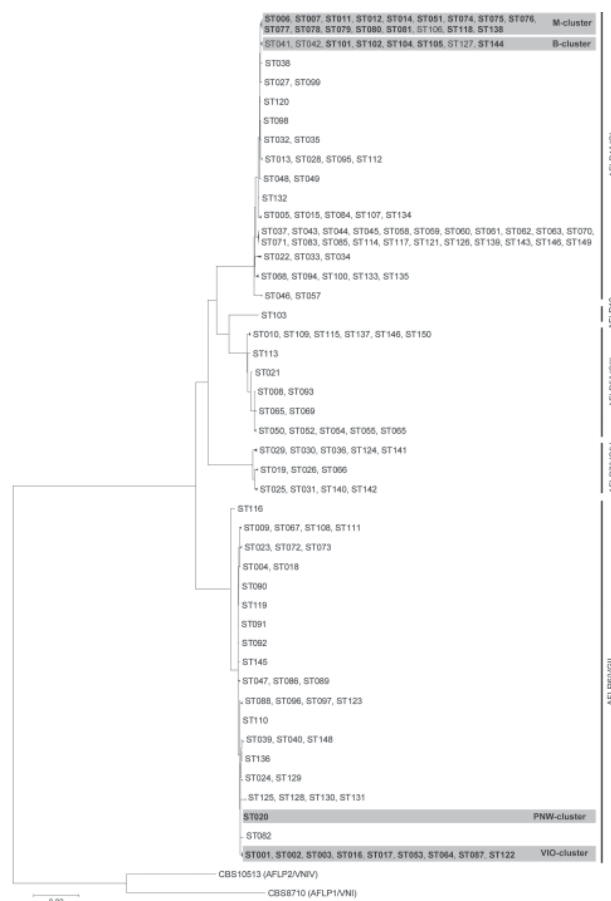 ST006, ST007, ST011, ST012, ST014, ST051, ST074, ST075, ST076, M-cluster
ST077, ST078, ST079, ST080, ST081, ST106, ST118, ST138
ST041, ST042, ST101, ST102, ST104, ST105, ST127, ST144 B-cluster
ST038
ST027, ST099
ST120
ST098
ST032, ST035
ST013, ST028, ST095, ST112
ST048, ST049
ST132
ST005, ST015, ST084, ST107, ST134
ST037, ST043, ST044, ST045, ST058, ST059, ST060, ST061, ST062, ST063, ST070,
ST071, ST083, ST085, ST114, ST117, ST121, ST126, ST139, ST143, ST146, ST149
ST022, ST033, ST034
ST068, ST094, ST100, ST133, ST135
ST046, ST057
ST103
ST010, ST109, ST115, ST137, ST146, ST150
ST113
ST021
ST008, ST093
ST065, ST069
ST050, ST052, ST054, ST055, ST065
ST029, ST030, ST036, ST124, ST141
ST019, ST026, ST066
ST025, ST031, ST140, ST142
ST116
ST009, ST067, ST108, ST111
ST023, ST072, ST073
ST004, ST018
ST090
ST119
ST091
ST092
ST145
ST047, ST086, ST089
ST088, ST096, ST097, ST123
ST110
ST039, ST040, ST148
ST136
ST024, ST129
ST125, ST128, ST130, ST131
ST020 PNW-cluster
ST082
ST001, ST002, ST003, ST016, ST017, ST053, ST064, ST087, ST122 VIO-cluster
CBS10513 (AFLP2/VNIV)
CBS8710 (AFLP1/VNI)
AFLP6/VGII